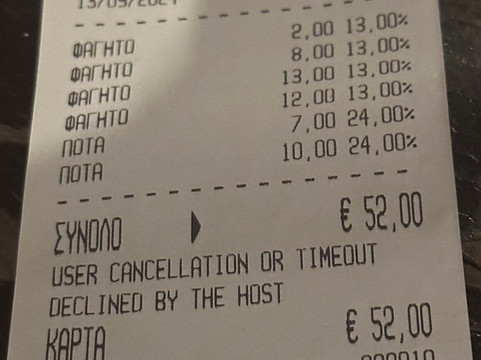 ΦΑΓΗΤΟ 2,00 13,00%
ΦΑΓΗΤΟ 8,00 13,00%
ΦΑΓΗΤΟ 13,00 13,00%
ΦΑΓΗΤΟ 12,00 13,00%
ΠΟΤΑ 7,00 24,00%
ΠΟΤΑ 10,00 24,00%
ΣΥΝΟΛΟ € 52,00
USER CANCELLATION OR TIMEOUT
DECLINED BY THE HOST
ΚΑΡΤΑ € 52,00